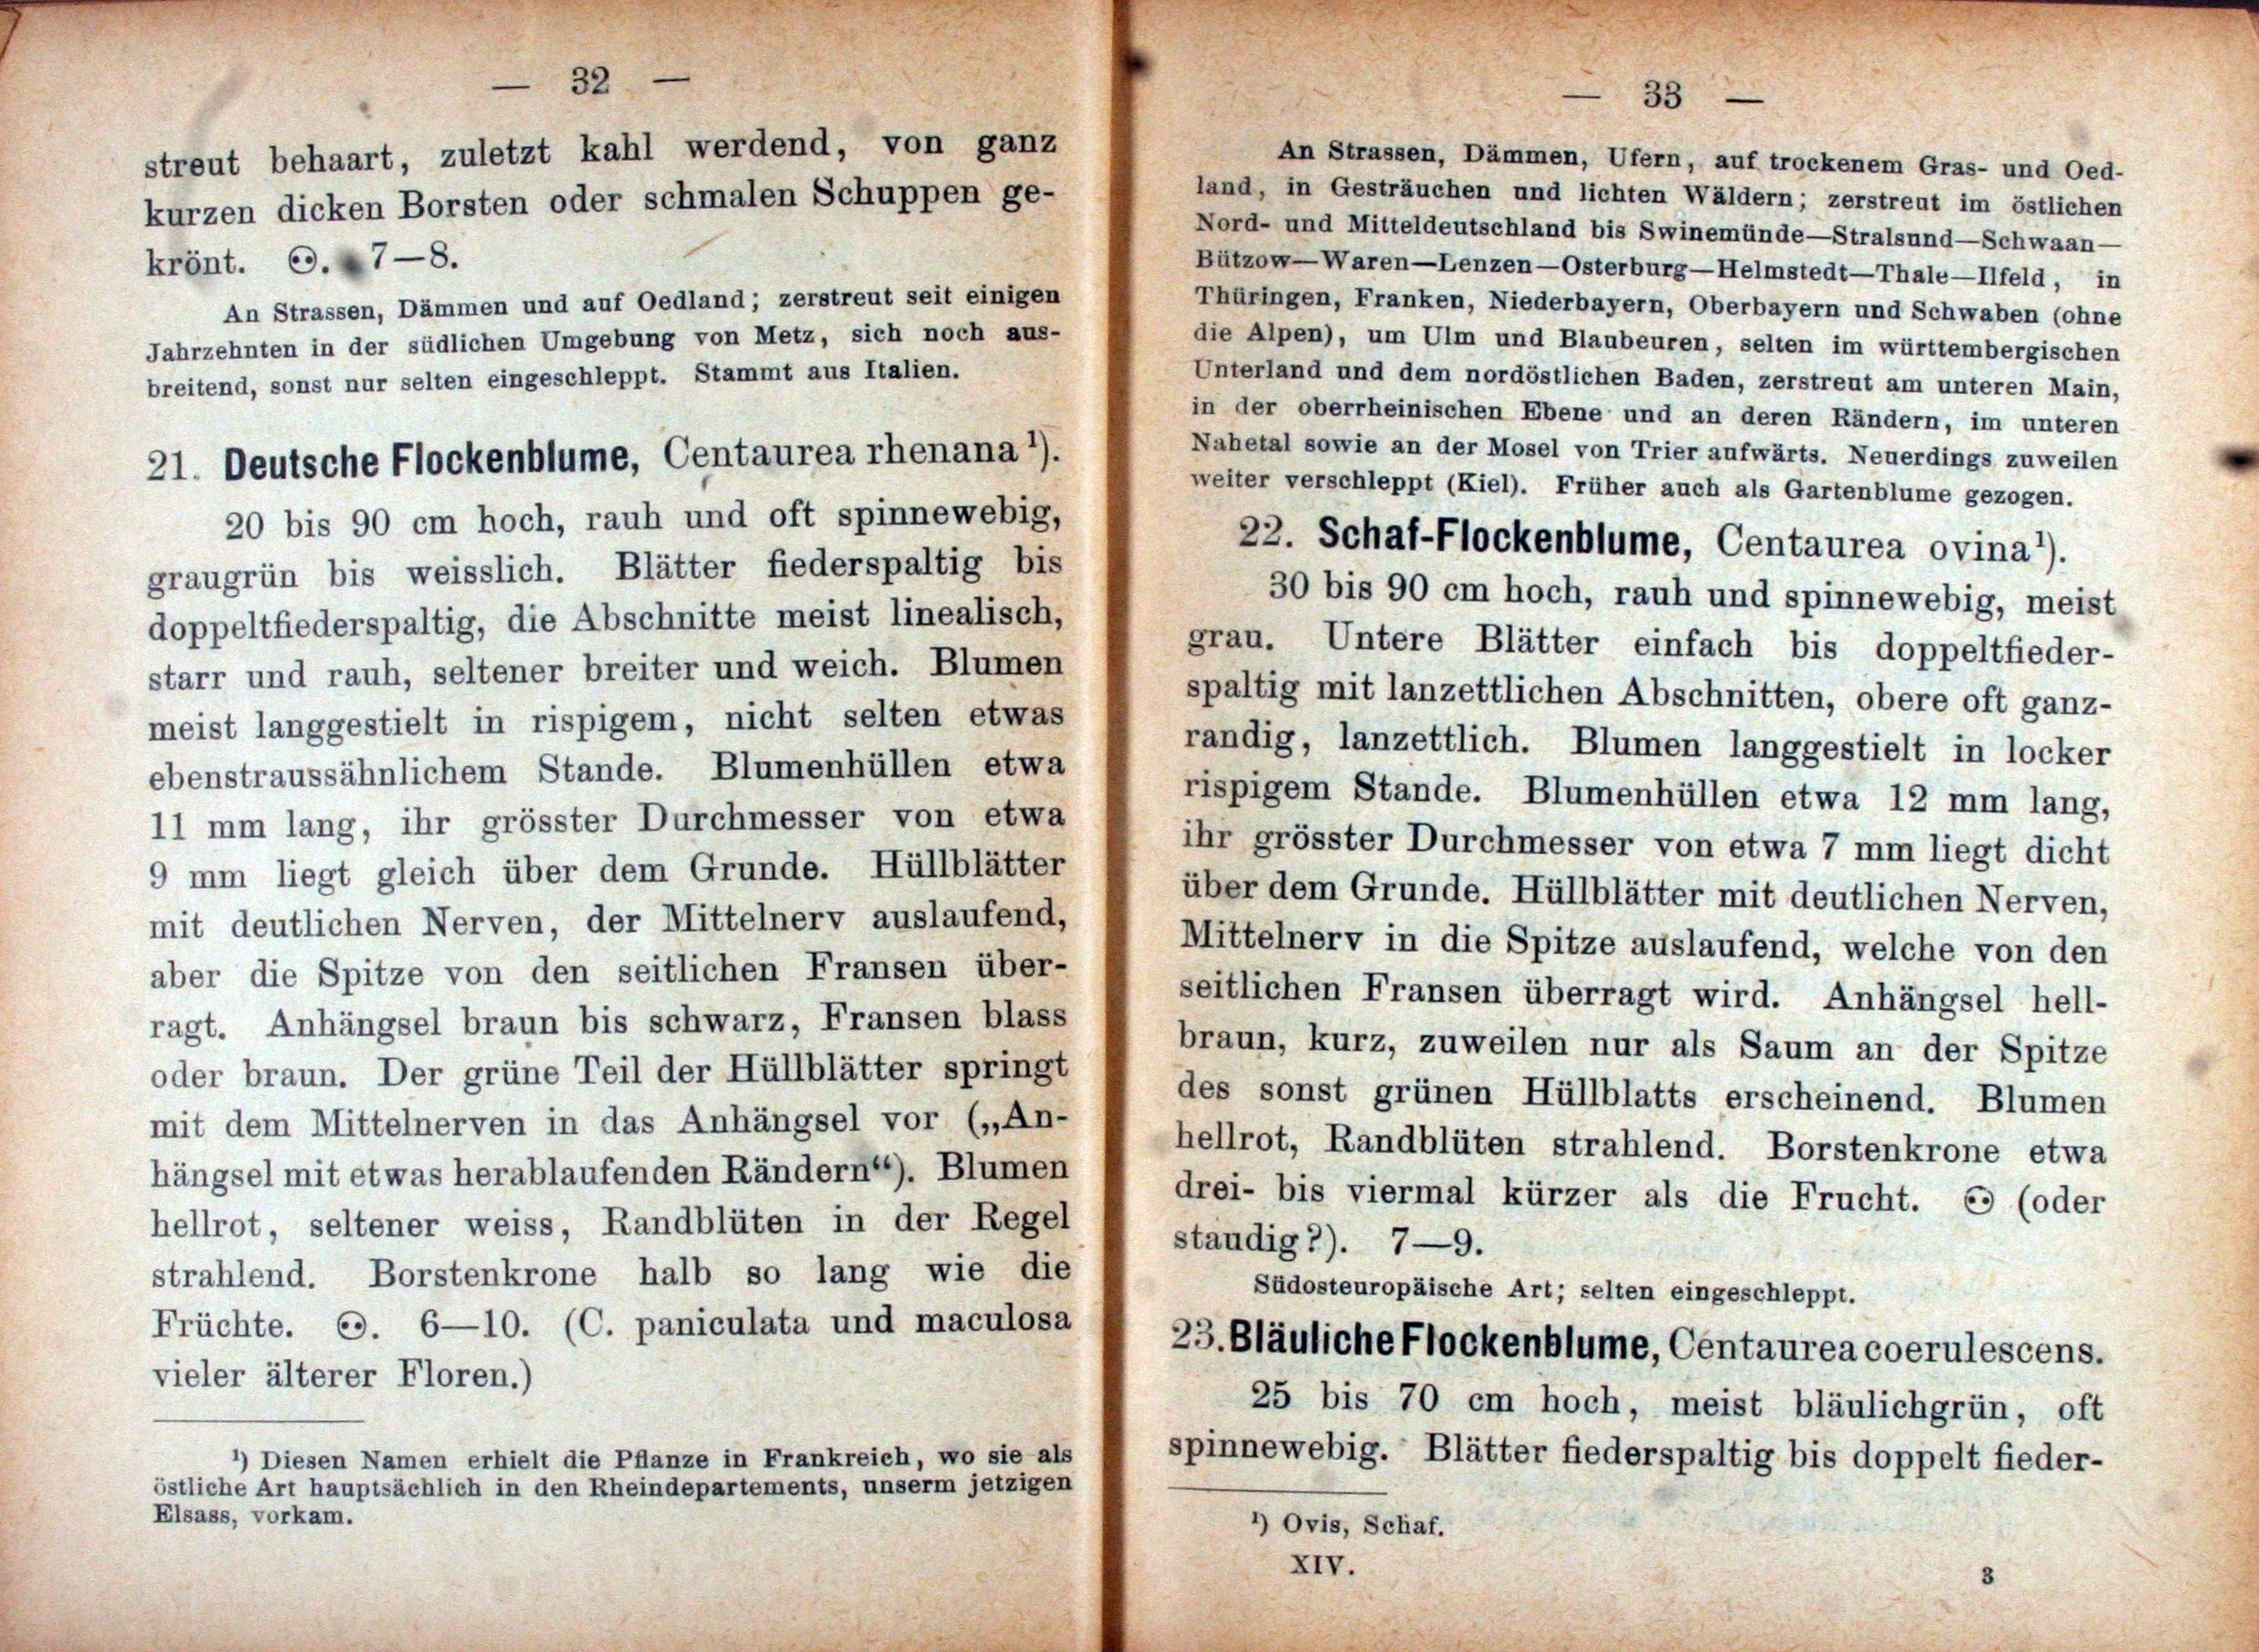 — 32 —
streut behaart, zuletzt kahl werdend, von ganz
kurzen dicken Borsten oder schmalen Schuppen ge-
krönt. ⊙. 7—8.
An Strassen, Dämmen und auf Oedland; zerstreut seit einigen
Jahrzehnten in der südlichen Umgebung von Metz, sich noch aus-
breitend, sonst nur selten eingeschleppt. Stammt aus Italien.
21. Deutsche Flockenblume, Centaurea rhenana ¹).
20 bis 90 cm hoch, rauh und oft spinnewebig,
graugrün bis weisslich. Blätter fiederspaltig bis
doppeltfiederspaltig, die Abschnitte meist linealisch,
starr und rauh, seltener breiter und weich. Blumen
meist langgestielt in rispigem, nicht selten etwas
ebenstraussähnlichem Stande. Blumenhüllen etwa
11 mm lang, ihr grösster Durchmesser von etwa
9 mm liegt gleich über dem Grunde. Hüllblätter
mit deutlichen Nerven, der Mittelnerv auslaufend,
aber die Spitze von den seitlichen Fransen über-
ragt. Anhängsel braun bis schwarz, Fransen blass
oder braun. Der grüne Teil der Hüllblätter springt
mit dem Mittelnerven in das Anhängsel vor („An-
hängsel mit etwas herablaufenden Rändern“). Blumen
hellrot, seltener weiss, Randblüten in der Regel
strahlend. Borstenkrone halb so lang wie die
Früchte. ⊙. 6—10. (C. paniculata und maculosa
vieler älterer Floren.)
¹) Diesen Namen erhielt die Pflanze in Frankreich, wo sie als
östliche Art hauptsächlich in den Rheindepartements, unserm jetzigen
Elsass, vorkam.
— 33 —
An Strassen, Dämmen, Ufern, auf trockenem Gras- und Oed-
land, in Gesträuchen und lichten Wäldern; zerstreut im östlichen
Nord- und Mitteldeutschland bis Swinemünde—Stralsund—Schwaan—
Bützow—Waren—Lenzen—Osterburg—Helmstedt—Thale—Ilfeld, in
Thüringen, Franken, Niederbayern, Oberbayern und Schwaben (ohne
die Alpen), um Ulm und Blaubeuren, selten im württembergischen
Unterland und dem nordöstlichen Baden, zerstreut am unteren Main,
in der oberrheinischen Ebene und an deren Rändern, im unteren
Nahetal sowie an der Mosel von Trier aufwärts. Neuerdings zuweilen
weiter verschleppt (Kiel). Früher auch als Gartenblume gezogen.
22. Schaf-Flockenblume, Centaurea ovina¹).
30 bis 90 cm hoch, rauh und spinnewebig, meist
grau. Untere Blätter einfach bis doppeltfieder-
spaltig mit lanzettlichen Abschnitten, obere oft ganz-
randig, lanzettlich. Blumen langgestielt in locker
rispigem Stande. Blumenhüllen etwa 12 mm lang,
ihr grösster Durchmesser von etwa 7 mm liegt dicht
über dem Grunde. Hüllblätter mit deutlichen Nerven,
Mittelnerv in die Spitze auslaufend, welche von den
seitlichen Fransen überragt wird. Anhängsel hell-
braun, kurz, zuweilen nur als Saum an der Spitze
des sonst grünen Hüllblatts erscheinend. Blumen
hellrot, Randblüten strahlend. Borstenkrone etwa
drei- bis viermal kürzer als die Frucht. ⊙ (oder
staudig?). 7—9.
Südosteuropäische Art; selten eingeschleppt.
23. Bläuliche Flockenblume, Centaurea coerulescens.
25 bis 70 cm hoch, meist bläulichgrün, oft
spinnewebig. Blätter fiederspaltig bis doppelt fieder-
¹) Ovis, Schaf.
XIV.
3